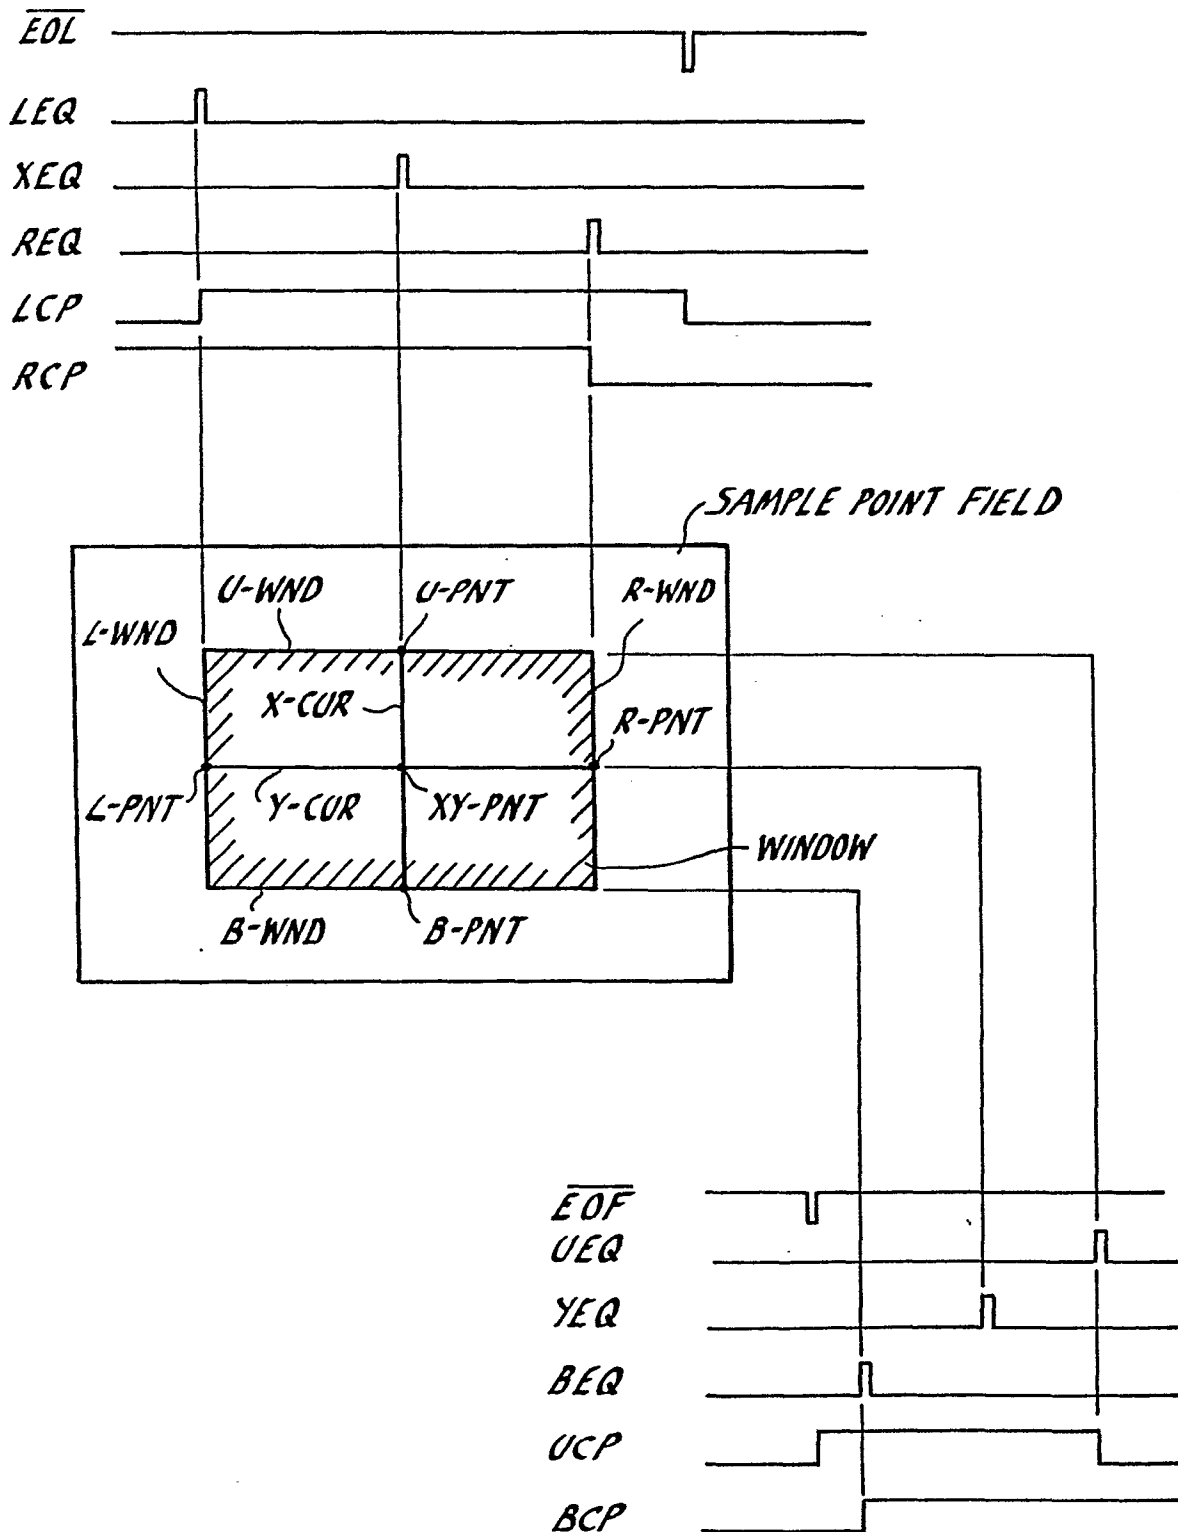 EOL
LEQ
XEQ
REQ
LCP
RCP
SAMPLE POINT FIELD
U-WND
U-PNT
R-WND
L-WND
X-CUR
R-PNT
L-PNT
Y-CUR
XY-PNT
WINDOW
B-WND
B-PNT
EOF
UEQ
YEQ
BEQ
UCP
BCP